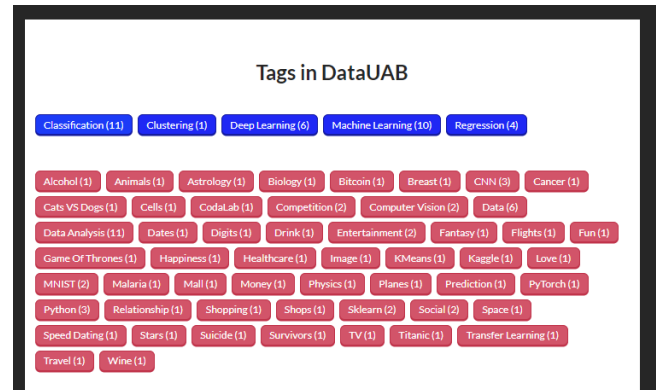 Tags in DataUAB
Classification (11) Clustering (1) Deep Learning (6) Machine Learning (10) Regression (4)
Alcohol (1) Animals (1) Astrology (1) Biology (1) Bitcoin (1) Breast (1) CNN (3) Cancer (1)
Cats VS Dogs (1) Cells (1) CodaLab (1) Competition (2) Computer Vision (2) Data (6)
Data Analysis (11) Dates (1) Digits (1) Drink (1) Entertainment (2) Fantasy (1) Flights (1) Fun (1)
Game Of Thrones (1) Happiness (1) Healthcare (1) Image (1) KMeans (1) Kaggle (1) Love (1)
MNIST (2) Malaria (1) Mall (1) Money (1) Physics (1) Planes (1) Prediction (1) PyTorch (1)
Python (3) Relationship (1) Shopping (1) Shops (1) Sklearn (2) Social (2) Space (1)
Speed Dating (1) Stars (1) Suicide (1) Survivors (1) TV (1) Titanic (1) Transfer Learning (1)
Travel (1) Wine (1)